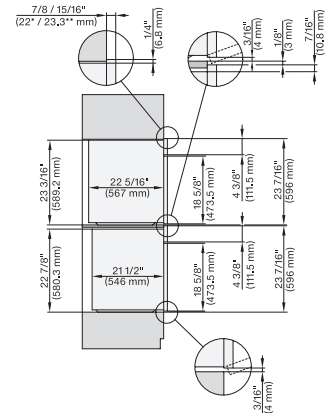 7/8 / 15/16"
(22* / 23.3** mm)
1/4"
(6.8 mm)
3/16"
(4 mm)
1/8"
(3 mm)
7/16"
(10.8 mm)
23 3/16"
(589.2 mm)
22 5/16"
(567 mm)
18 5/8"
(473.5 mm)
4 3/8"
(111.5 mm)
23 7/16"
(596 mm)
22 7/8"
(580.3 mm)
21 1/2"
(546 mm)
18 5/8"
(473.5 mm)
4 3/8"
(111.5 mm)
23 7/16"
(596 mm)
3/16"
(4 mm)